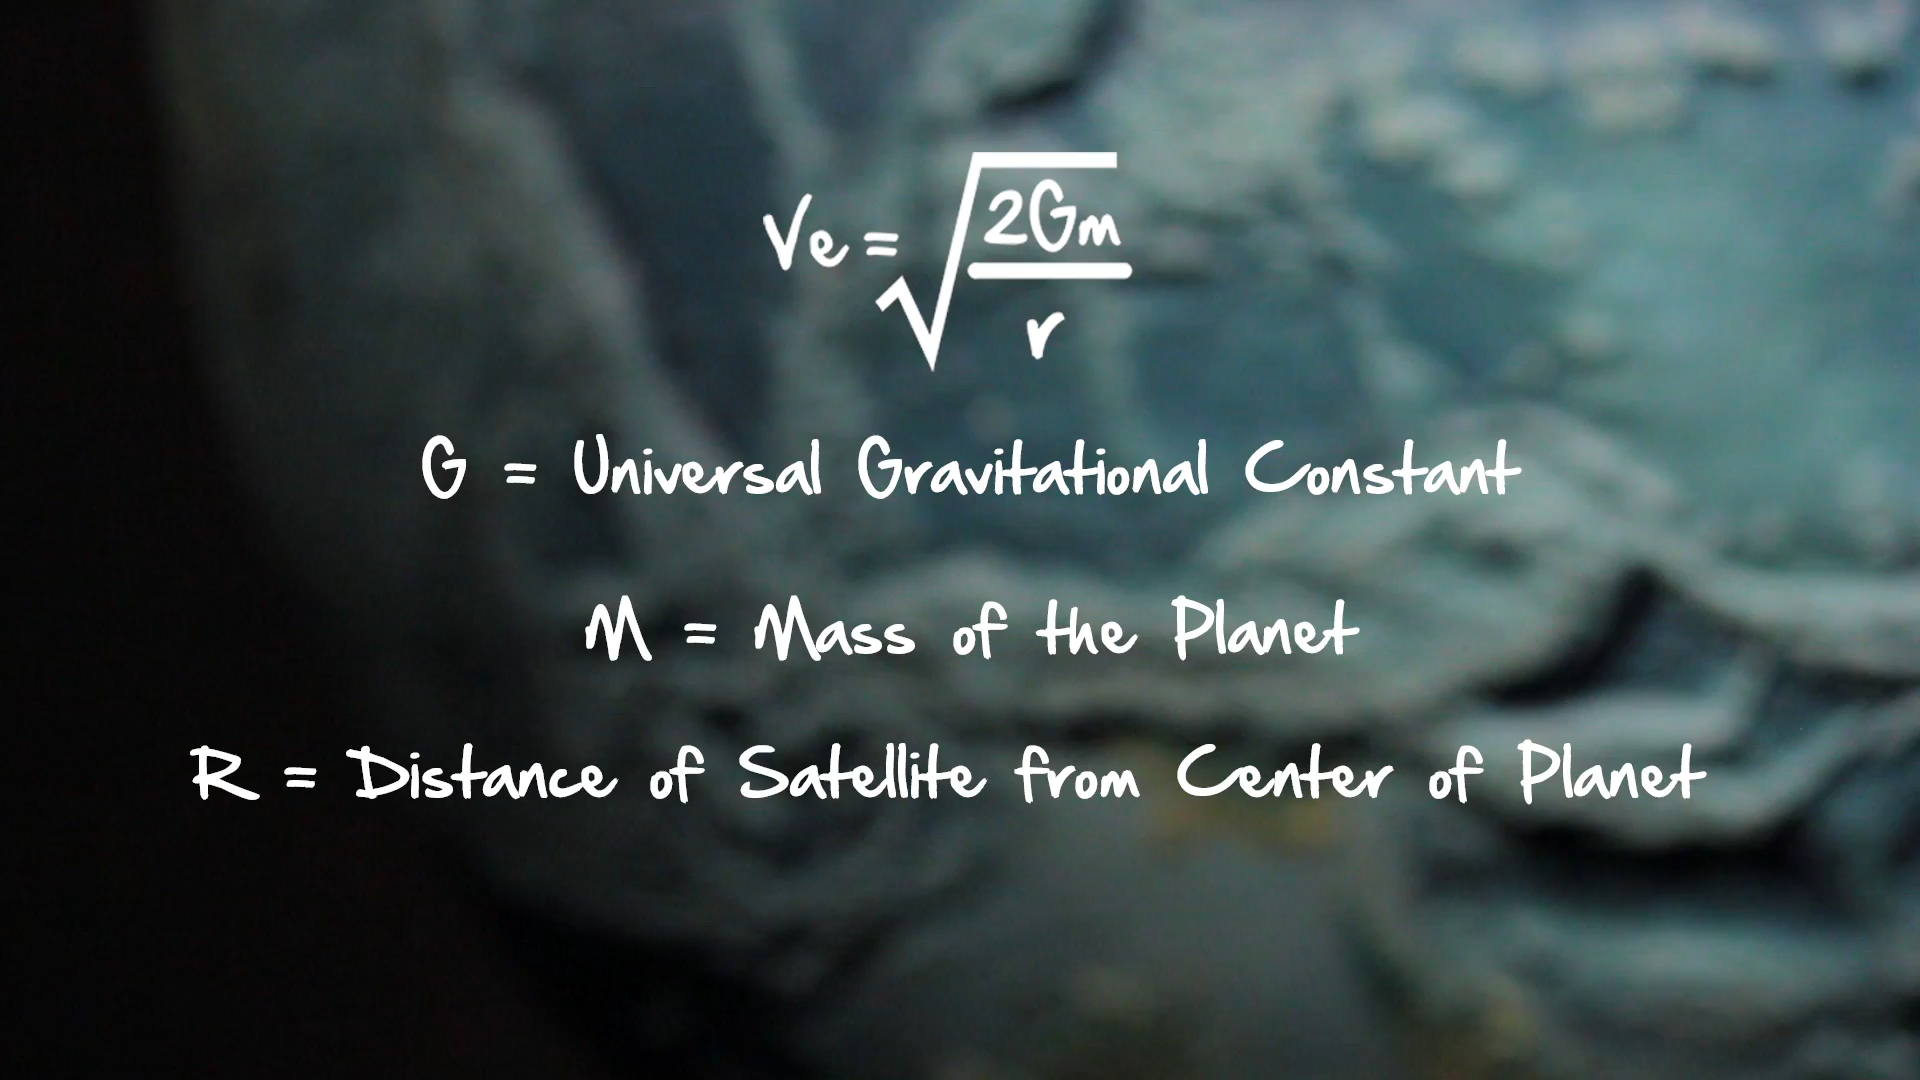 Ve = √2Gm/r
G = Universal Gravitational Constant
M = Mass of the Planet
R = Distance of Satellite from Center of Planet